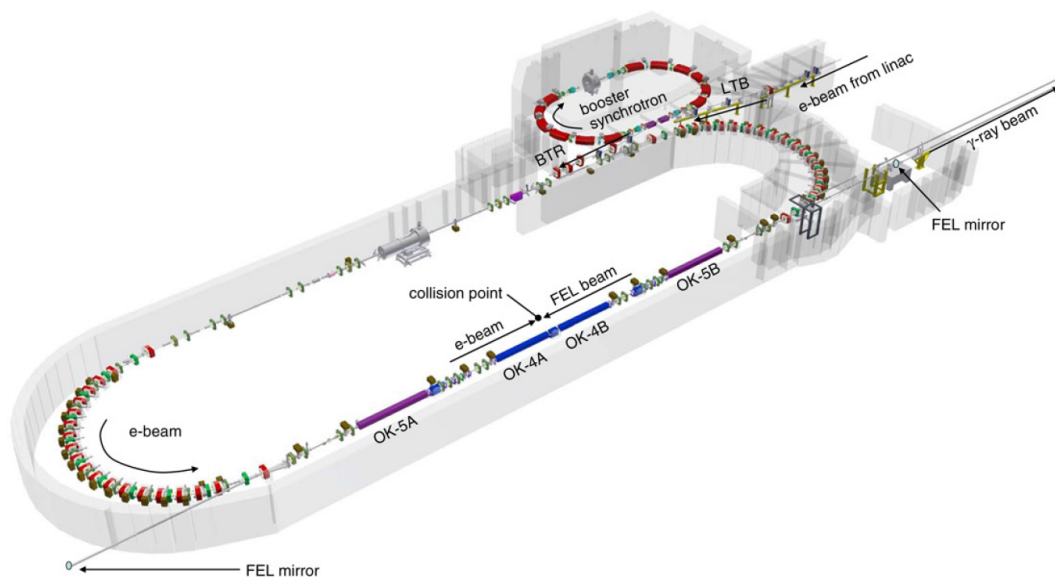 LTB
e-beam from linac
booster
synchrotron
BTR
γ-ray beam
FEL mirror
OK-5B
FEL beam
collision point
e-beam
OK-4B
OK-4A
OK-5A
e-beam
FEL mirror